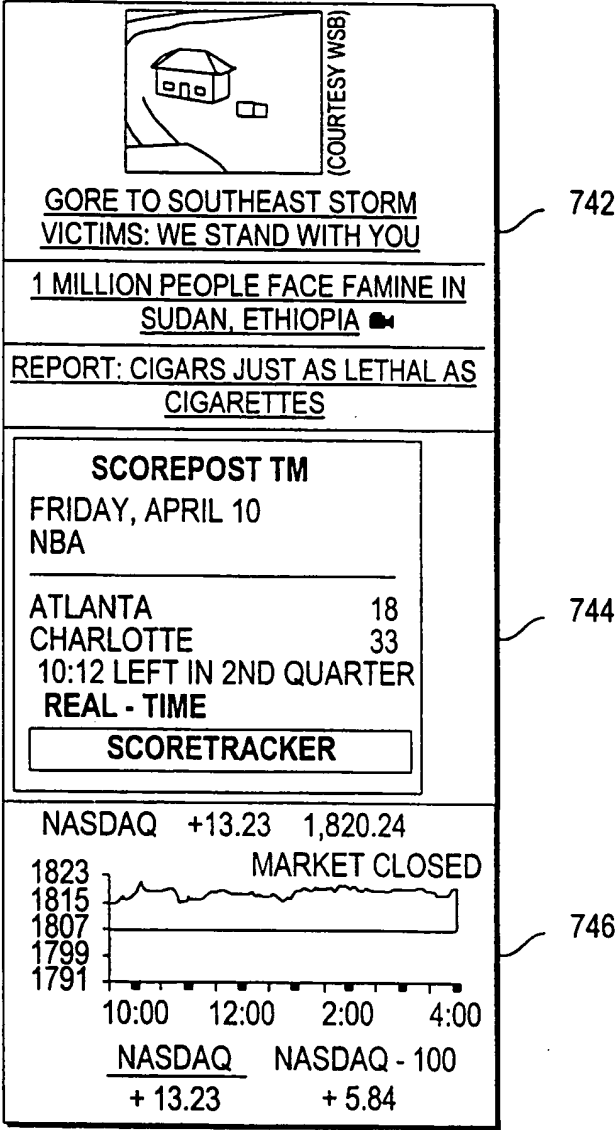 (COURTESY WSB)
GORE TO SOUTHEAST STORM
VICTIMS: WE STAND WITH YOU
742
1 MILLION PEOPLE FACE FAMINE IN
SUDAN, ETHIOPIA
REPORT: CIGARS JUST AS LETHAL AS
CIGARETTES
SCOREPOST TM
FRIDAY, APRIL 10
NBA
ATLANTA 18
CHARLOTTE 33
744
10:12 LEFT IN 2ND QUARTER
REAL - TIME
SCORETRACKER
NASDAQ +13.23 1,820.24
MARKET CLOSED
1823
1815
1807
1799
1791
746
10:00 12:00 2:00 4:00
NASDAQ NASDAQ - 100
+ 13.23 + 5.84